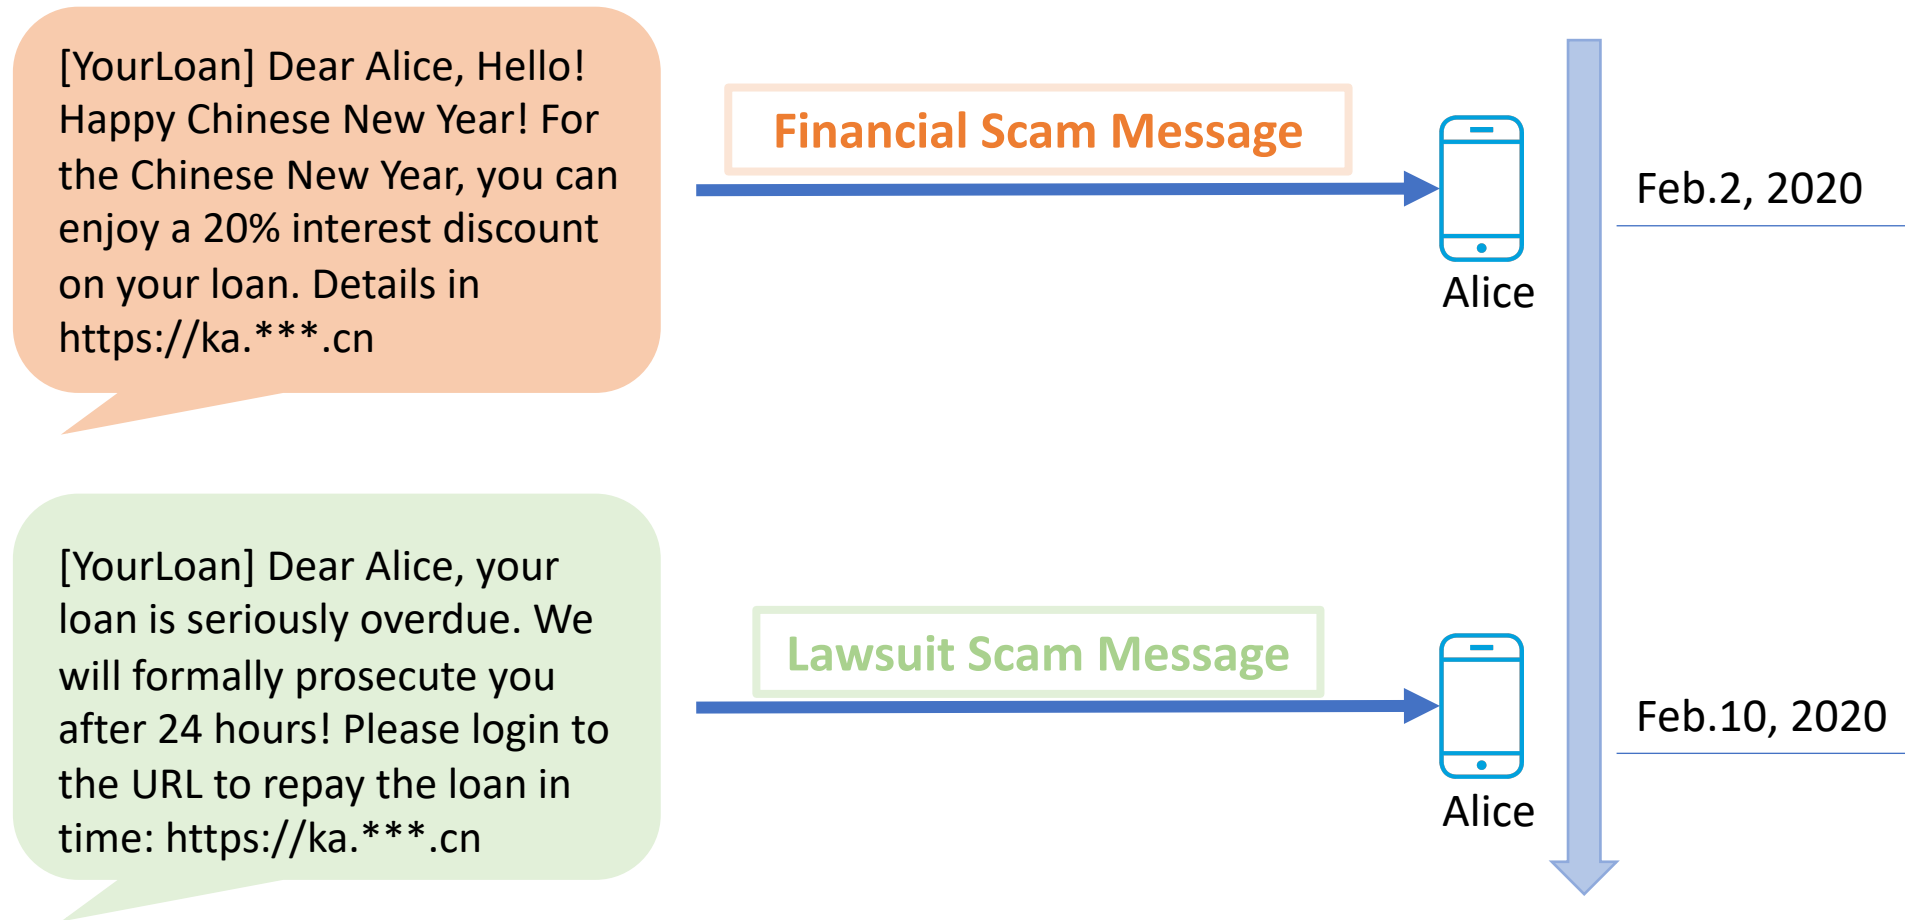 [YourLoan] Dear Alice, Hello!
Happy Chinese New Year! For
the Chinese New Year, you can
enjoy a 20% interest discount
on your loan. Details in
https://ka.***.cn
Financial Scam Message
Alice
Feb.2, 2020
[YourLoan] Dear Alice, your
loan is seriously overdue. We
will formally prosecute you
after 24 hours! Please login to
the URL to repay the loan in
time: https://ka.***.cn
Lawsuit Scam Message
Alice
Feb.10, 2020